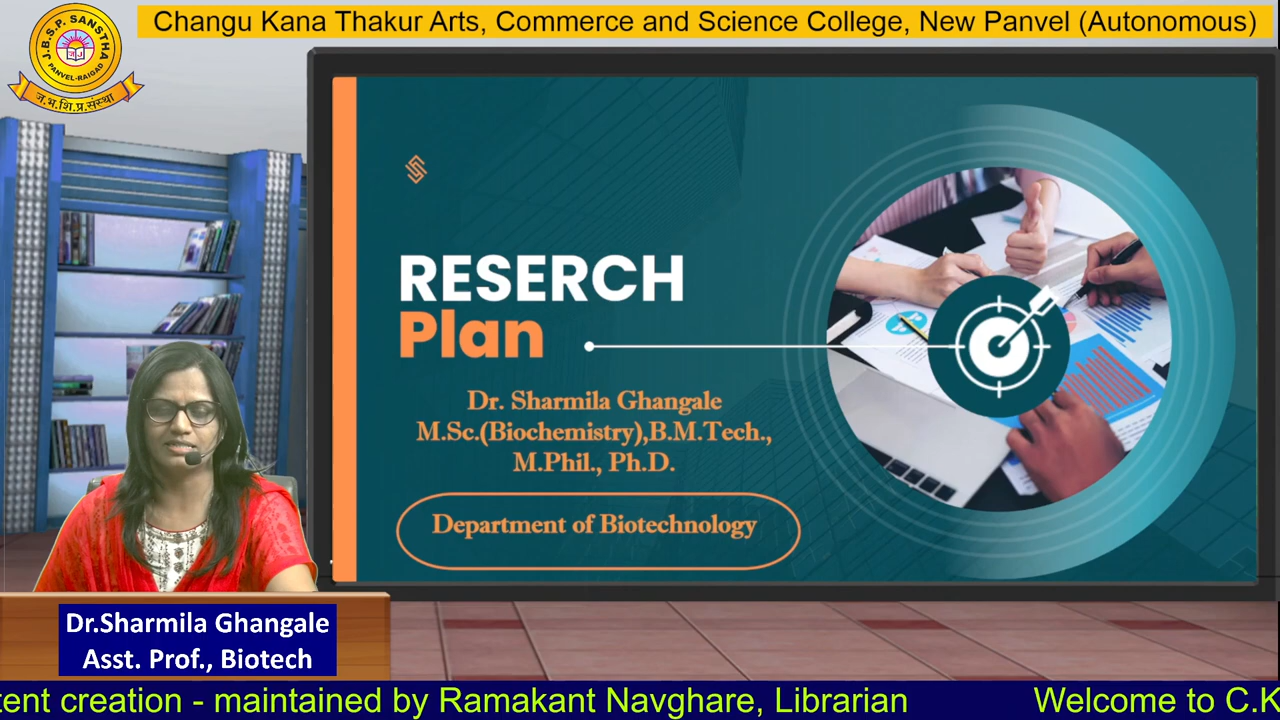 Changu Kana Thakur Arts, Commerce and Science College, New Panvel (Autonomous)
J.B.S.P. SANSTHA
PANVEL-RAIGAD
ज.भ.शि.प्र.संस्था
RESERCH
Plan
Dr. Sharmila Ghangale
M.Sc.(Biochemistry),B.M.Tech.,
M.Phil., Ph.D.
Department of Biotechnology
Dr.Sharmila Ghangale
Asst. Prof., Biotech
tent creation - maintained by Ramakant Navghare, Librarian Welcome to C.K